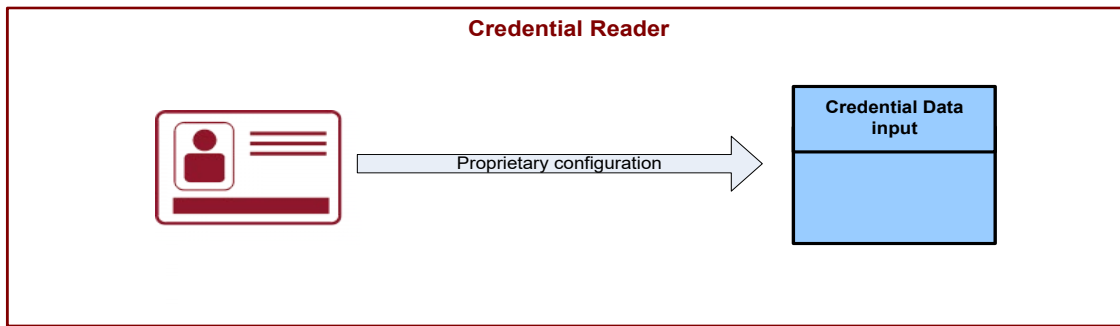 Credential Reader
Credential Data
input
Proprietary configuration